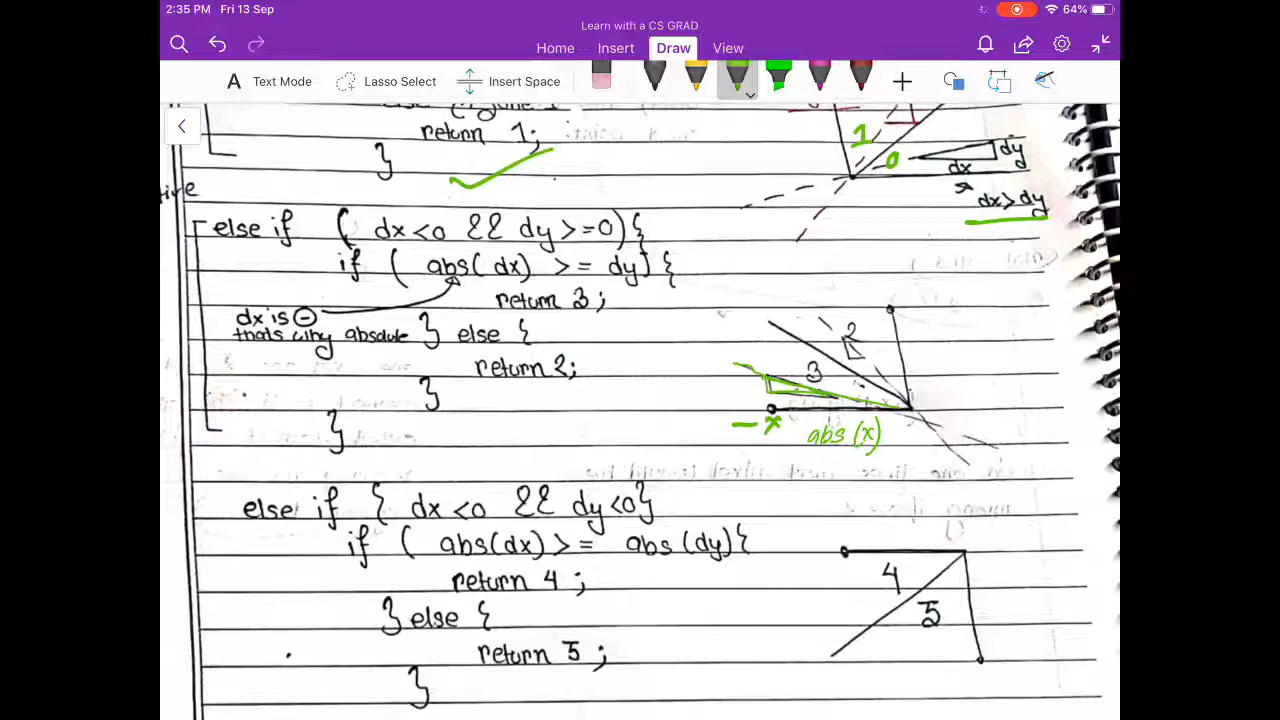 2:35 PM Fri 13 Sep
64%
Learn with a CS GRAD
Home Insert Draw View
A Text Mode Lasso Select Insert Space
return 1;
}
1
0
dy
dx
dx > dy
else if ( dx <0 && dy >=0) {
if ( abs( dx) >= dy) {
return 3;
dx is -
thats why absolute
} else {
return 2;
}
}
2
3
- x
abs (x)
else if { dx <0 && dy <0}
if ( abs(dx) >= abs (dy) {
return 4;
} else {
return 5;
}
4
5